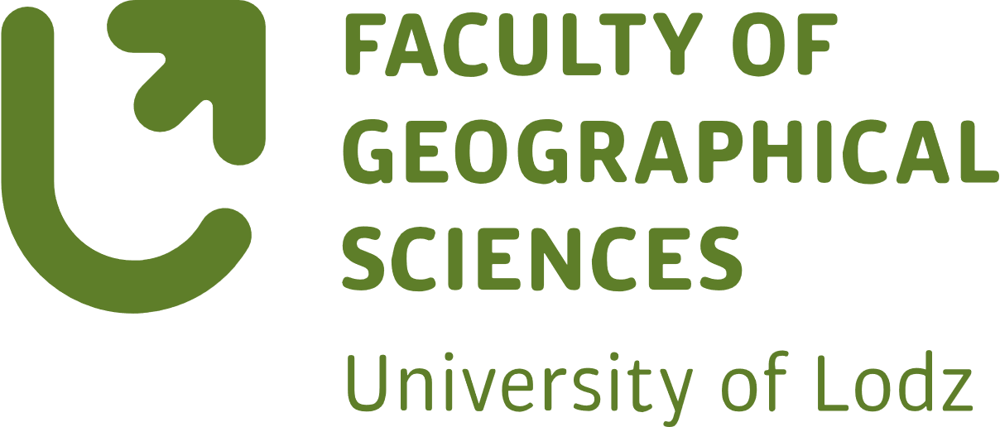 FACULTY OF
GEOGRAPHICAL
SCIENCES
University of Lodz